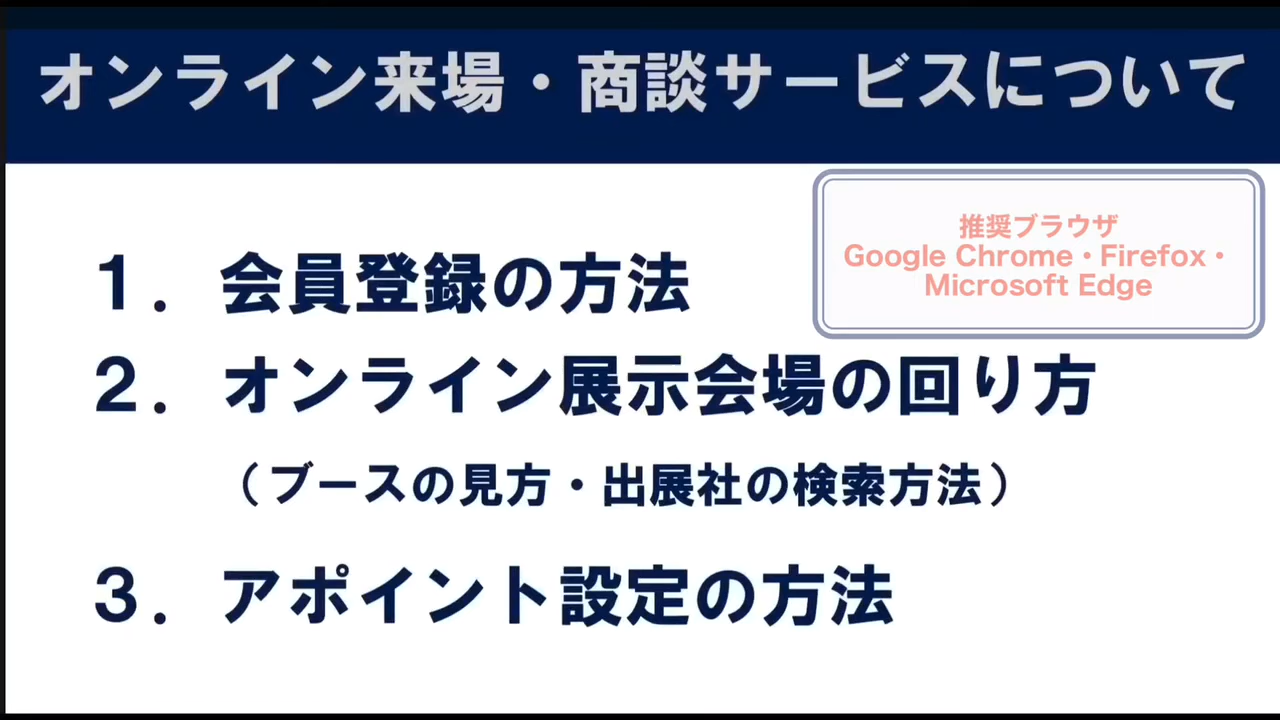 オンライン来場・商談サービスについて
推奨ブラウザ
Google Chrome・Firefox・
Microsoft Edge
１．会員登録の方法
２．オンライン展示会場の回り方
（ブースの見方・出展社の検索方法）
３．アポイント設定の方法